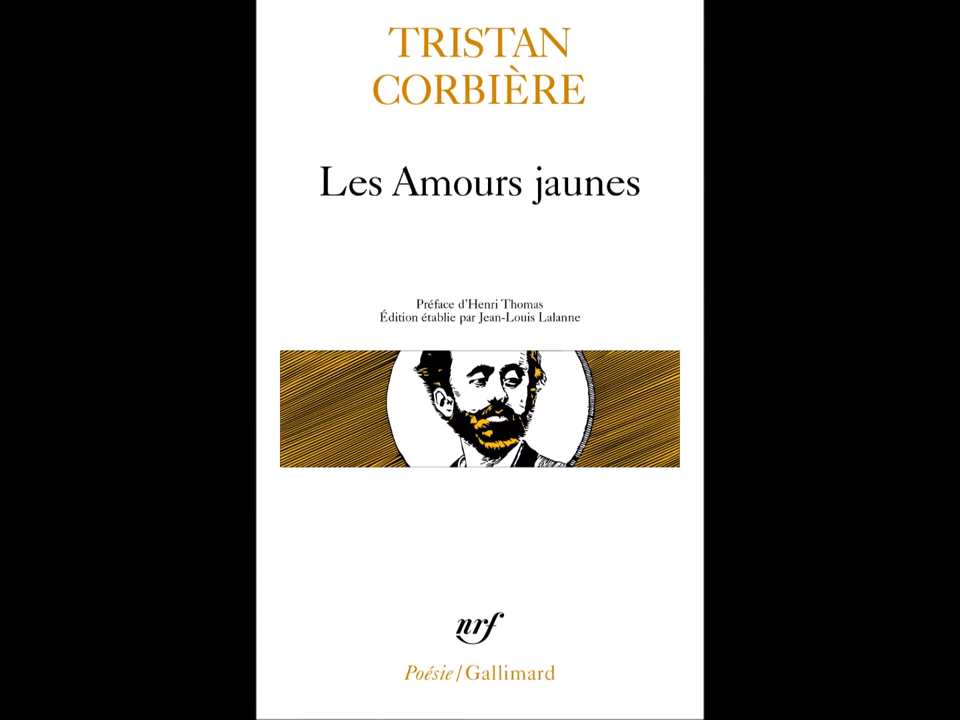 TRISTAN
CORBIÈRE
Les Amours jaunes
Préface d'Henri Thomas
Édition établie par Jean-Louis Lalanne
nrf
Poésie / Gallimard